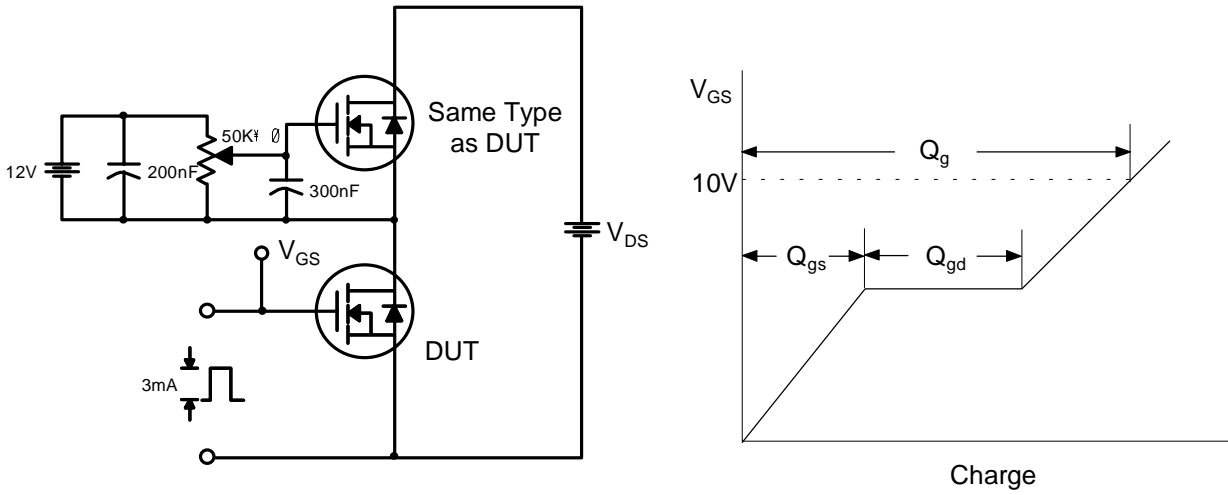 Same Type
as DUT
50K¥ Ø
12V
200nF
300nF
V_DS
V_GS
DUT
3mA
V_GS
Q_g
10V
Q_gs
Q_gd
Charge